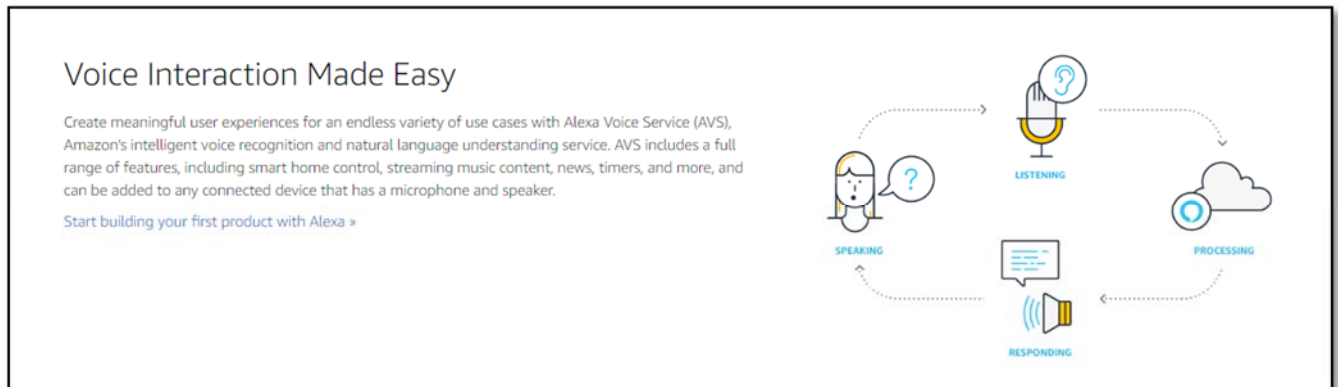 Voice Interaction Made Easy
Create meaningful user experiences for an endless variety of use cases with Alexa Voice Service (AVS),
Amazon's intelligent voice recognition and natural language understanding service. AVS includes a full
range of features, including smart home control, streaming music content, news, timers, and more, and
can be added to any connected device that has a microphone and speaker.
Start building your first product with Alexa »
?
LISTENING
SPEAKING
PROCESSING
RESPONDING